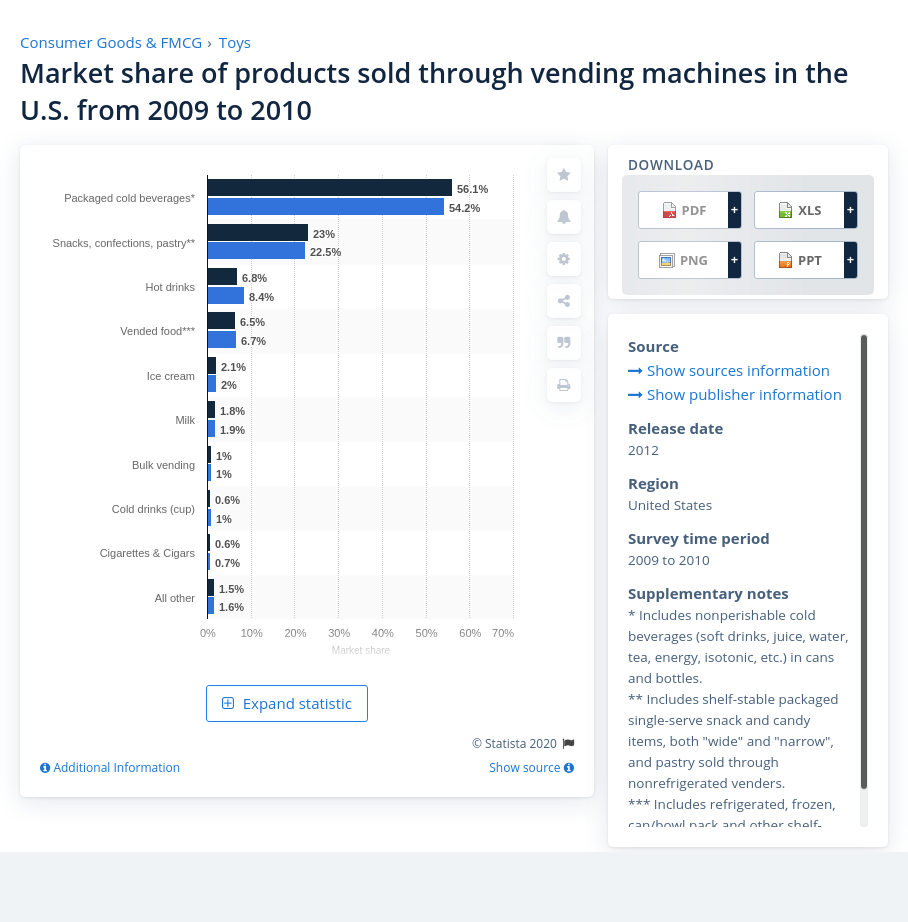 Consumer Goods & FMCG › Toys
Market share of products sold through vending machines in the
U.S. from 2009 to 2010
Packaged cold beverages*
56.1%
54.2%
Snacks, confections, pastry**
23%
22.5%
Hot drinks
6.8%
8.4%
Vended food***
6.5%
6.7%
Ice cream
2.1%
2%
Milk
1.8%
1.9%
Bulk vending
1%
1%
Cold drinks (cup)
0.6%
1%
Cigarettes & Cigars
0.6%
0.7%
All other
1.5%
1.6%
0% 10% 20% 30% 40% 50% 60% 70%
Market share
Expand statistic
© Statista 2020
Additional Information
Show source
DOWNLOAD
PDF +
XLS +
PNG +
PPT +
Source
Show sources information
Show publisher information
Release date
2012
Region
United States
Survey time period
2009 to 2010
Supplementary notes
* Includes nonperishable cold
beverages (soft drinks, juice, water,
tea, energy, isotonic, etc.) in cans
and bottles.
** Includes shelf-stable packaged
single-serve snack and candy
items, both "wide" and "narrow",
and pastry sold through
nonrefrigerated venders.
*** Includes refrigerated, frozen,
can/bowl pack and other shelf-